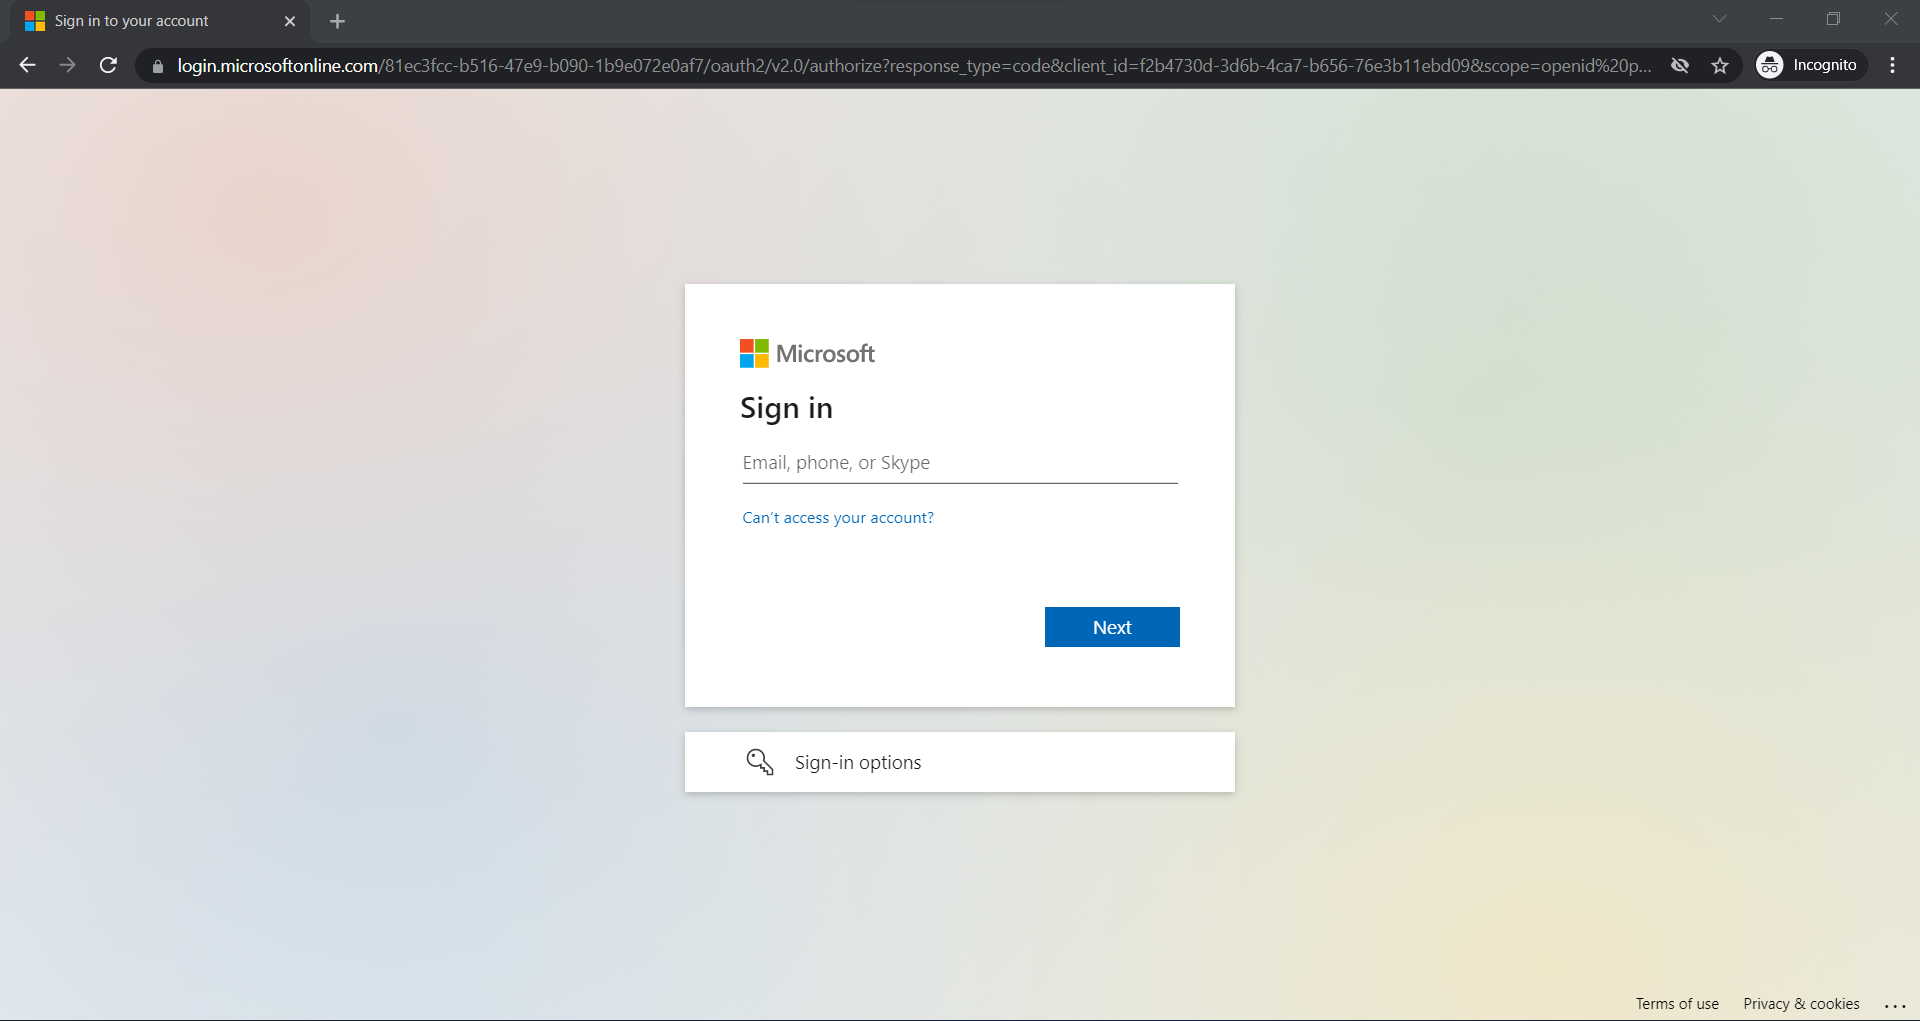 Sign in to your account
login.microsoftonline.com/81ec3fcc-b516-47e9-b090-1b9e072e0af7/oauth2/v2.0/authorize?response_type=code&client_id=f2b4730d-3d6b-4ca7-b656-76e3b11ebd09&scope=openid%20p...
Incognito
Microsoft
Sign in
Email, phone, or Skype
Can't access your account?
Next
Sign-in options
Terms of use Privacy & cookies ...